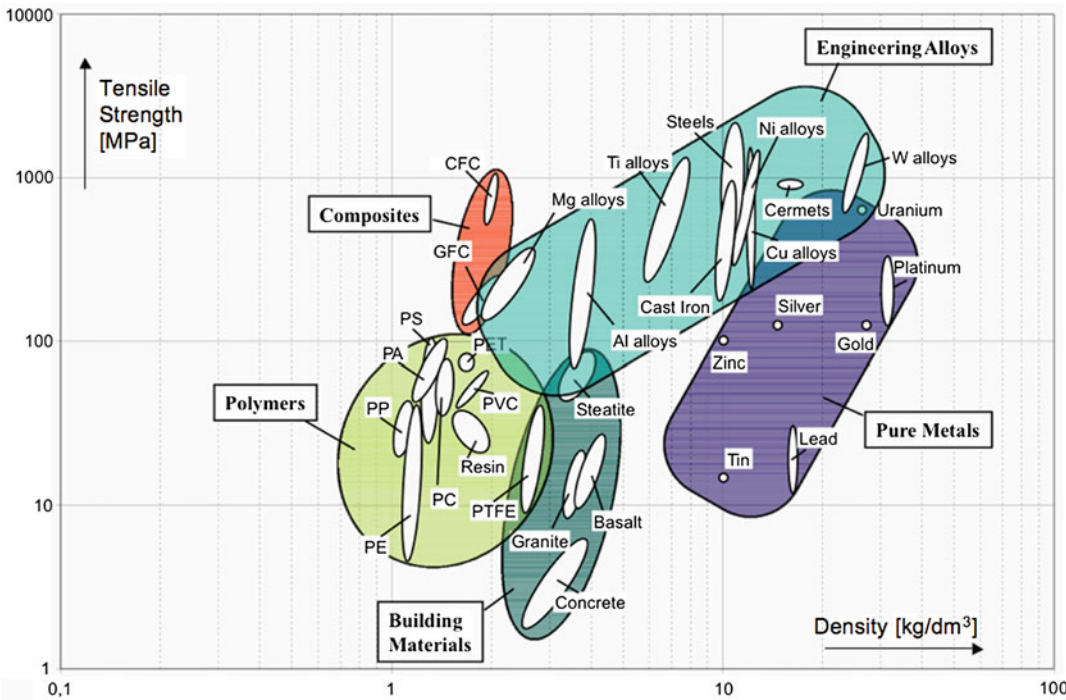 10000
1000
100
10
1
Tensile
Strength
[MPa]
Engineering Alloys
Steels
Ni alloys
CFC
Ti alloys
W alloys
Mg alloys
Composites
Cermets
Uranium
GFC
Cu alloys
Platinum
Cast Iron
Silver
PS
Al alloys
Gold
PA
PET
Zinc
Polymers
PP
PVC
Steatite
Pure Metals
Lead
Resin
Tin
PC
PTFE
Basalt
PE
Granite
Concrete
Building
Materials
Density [kg/dm³]
0,1
1
10
100